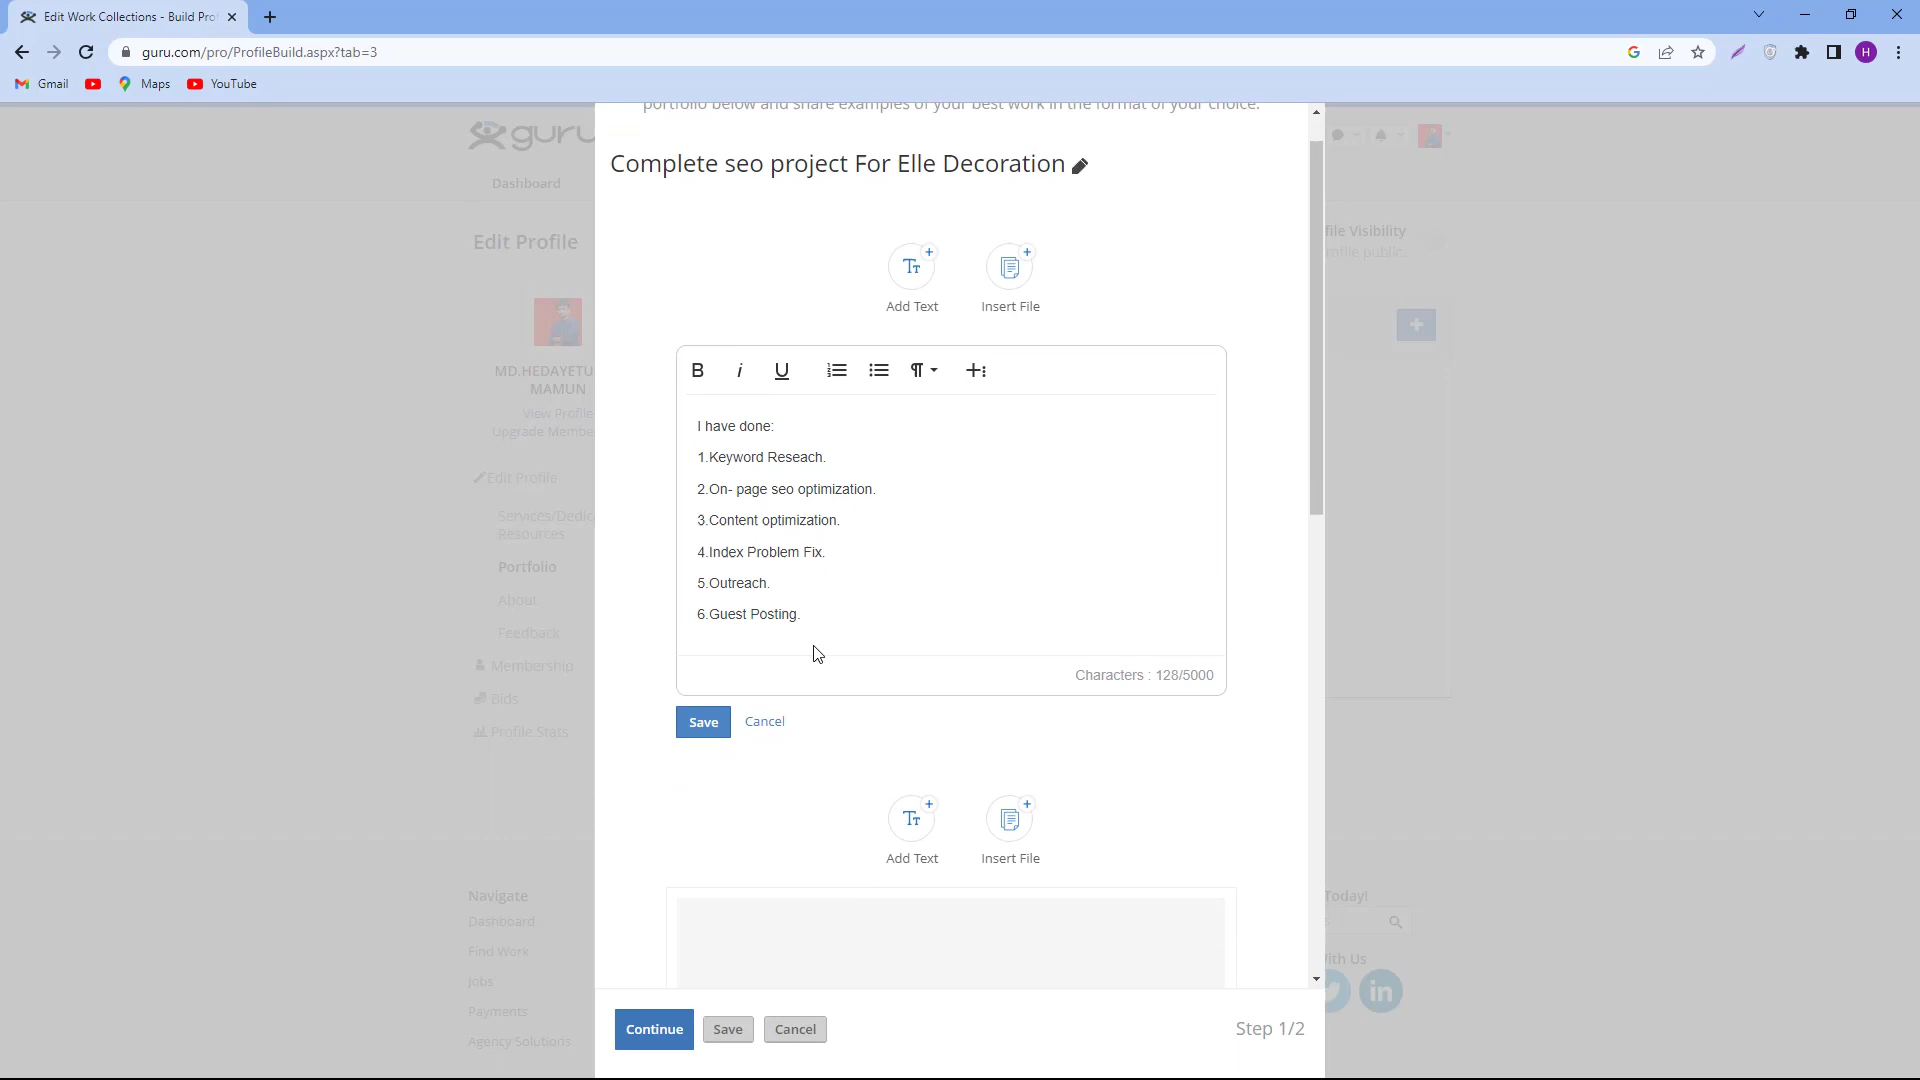 Edit Work Collections - Build Pro
guru.com/pro/ProfileBuild.aspx?tab=3
H
Gmail
Maps
YouTube
portfolio below and share examples of your best work in the format of your choice.
guru
Dashboard
Complete seo project For Elle Decoration
Edit Profile
file Visibility
rofile public.
Add Text
Insert File
MD.HEDAYETU
MAMUN
View Profile
Upgrade Membe
B i U
I have done:
1.Keyword Reseach.
2.On- page seo optimization.
3.Content optimization.
4.Index Problem Fix.
5.Outreach.
6.Guest Posting.
Characters : 128/5000
Edit Profile
Services/Dedic
Resources
Portfolio
About
Feedback
Membership
Bids
Profile Stats
Save
Cancel
Add Text
Insert File
Navigate
Dashboard
Find Work
Jobs
Payments
Agency Solutions
Today!
With Us
in
Continue
Save
Cancel
Step 1/2